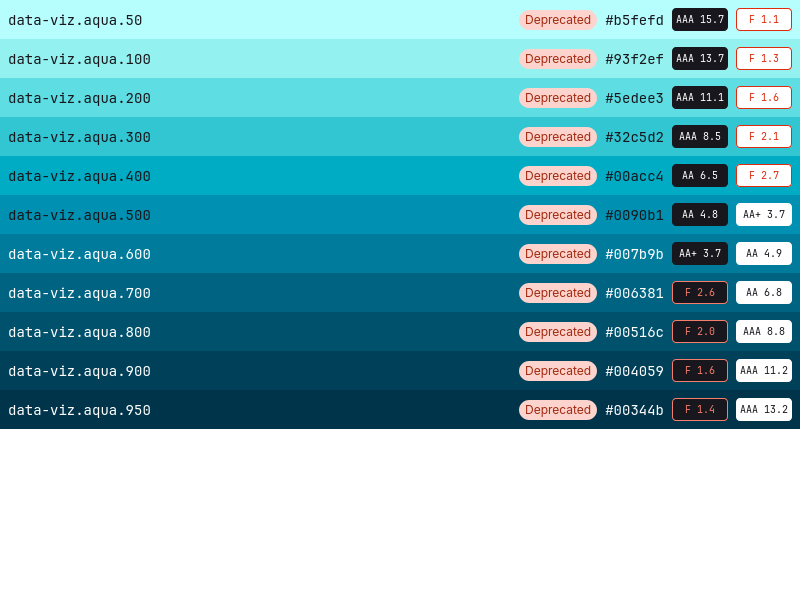 data-viz.aqua.50 Deprecated #b5fefd AAA 15.7 F 1.1
data-viz.aqua.100 Deprecated #93f2ef AAA 13.7 F 1.3
data-viz.aqua.200 Deprecated #5edee3 AAA 11.1 F 1.6
data-viz.aqua.300 Deprecated #32c5d2 AAA 8.5 F 2.1
data-viz.aqua.400 Deprecated #00acc4 AA 6.5 F 2.7
data-viz.aqua.500 Deprecated #0090b1 AA 4.8 AA+ 3.7
data-viz.aqua.600 Deprecated #007b9b AA+ 3.7 AA 4.9
data-viz.aqua.700 Deprecated #006381 F 2.6 AA 6.8
data-viz.aqua.800 Deprecated #00516c F 2.0 AAA 8.8
data-viz.aqua.900 Deprecated #004059 F 1.6 AAA 11.2
data-viz.aqua.950 Deprecated #00344b F 1.4 AAA 13.2